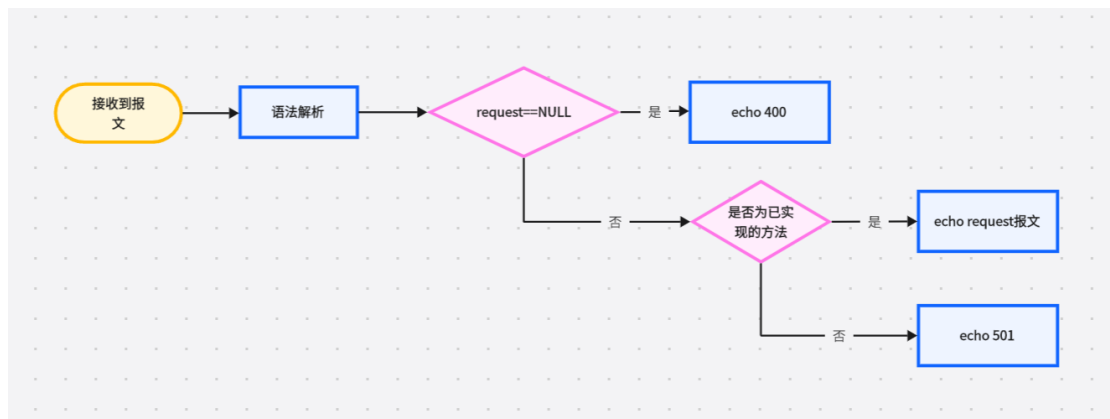 接收到报
文
语法解析
request==NULL
是
echo 400
否
是否为已实
现的方法
是
echo request报文
否
echo 501